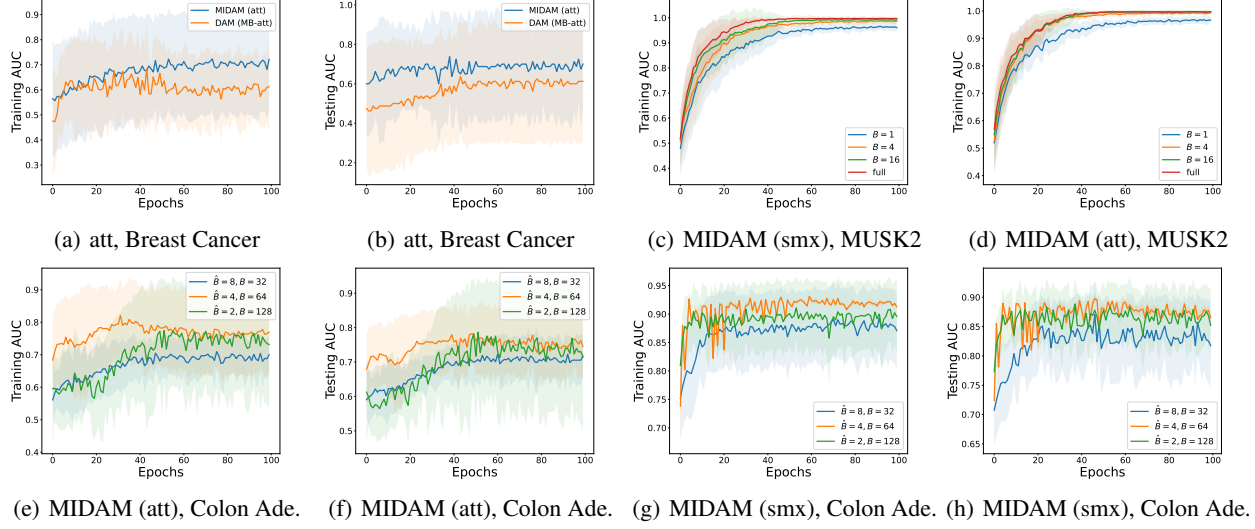 MIDAM (att)
DAM (MB-att)
Training AUC
0.9
0.8
0.7
0.6
0.5
0.4
0.3
0 20 40 60 80 100
Epochs
(a) att, Breast Cancer
MIDAM (att)
DAM (MB-att)
Testing AUC
1.0
0.8
0.6
0.4
0.2
0 20 40 60 80 100
Epochs
(b) att, Breast Cancer
Training AUC
1.0
0.9
0.8
0.7
0.6
0.5
0.4
B = 1
B = 4
B = 16
full
0 20 40 60 80 100
Epochs
(c) MIDAM (smx), MUSK2
Training AUC
1.0
0.9
0.8
0.7
0.6
0.5
0.4
B = 1
B = 4
B = 16
full
0 20 40 60 80 100
Epochs
(d) MIDAM (att), MUSK2
Training AUC
0.9
0.8
0.7
0.6
0.5
0.4
B̂ = 8, B = 32
B̂ = 4, B = 64
B̂ = 2, B = 128
0 20 40 60 80 100
Epochs
(e) MIDAM (att), Colon Ade.
Testing AUC
0.9
0.8
0.7
0.6
0.5
B̂ = 8, B = 32
B̂ = 4, B = 64
B̂ = 2, B = 128
0 20 40 60 80 100
Epochs
(f) MIDAM (att), Colon Ade.
Training AUC
0.95
0.90
0.85
0.80
0.75
0.70
B̂ = 8, B = 32
B̂ = 4, B = 64
B̂ = 2, B = 128
0 20 40 60 80 100
Epochs
(g) MIDAM (smx), Colon Ade.
Testing AUC
0.90
0.85
0.80
0.75
0.70
0.65
B̂ = 8, B = 32
B̂ = 4, B = 64
B̂ = 2, B = 128
0 20 40 60 80 100
Epochs
(h) MIDAM (smx), Colon Ade.